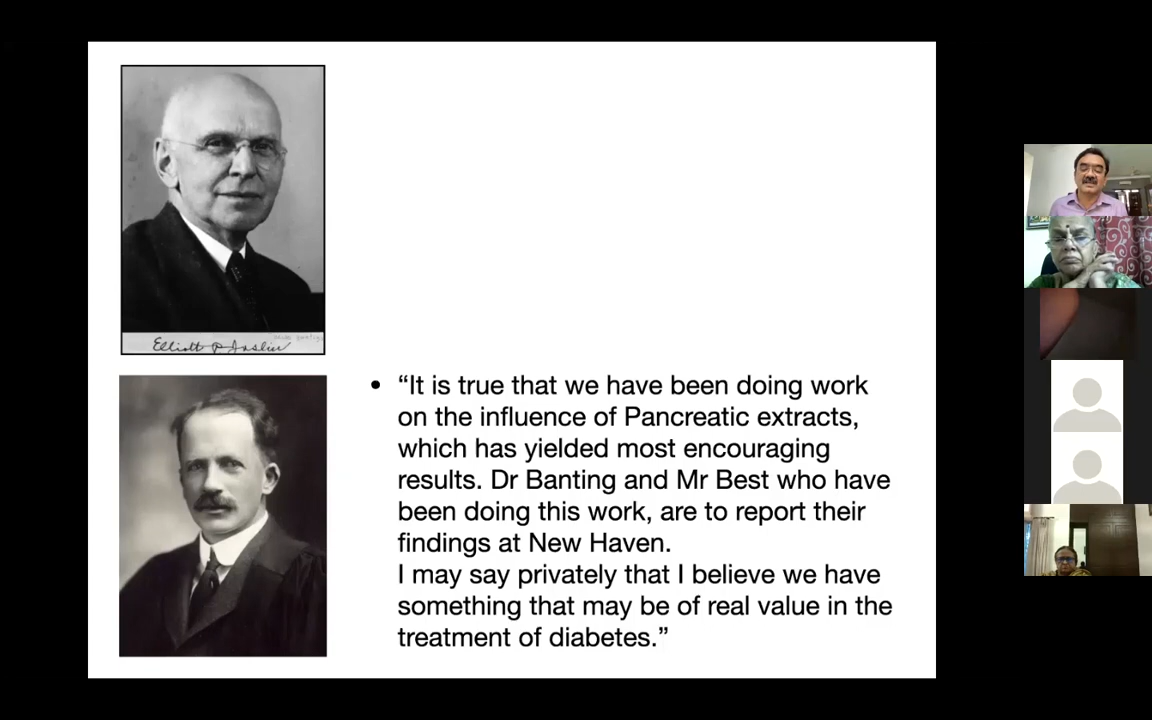 Elliott P. Joslin
• “It is true that we have been doing work
on the influence of Pancreatic extracts,
which has yielded most encouraging
results. Dr Banting and Mr Best who have
been doing this work, are to report their
findings at New Haven.
I may say privately that I believe we have
something that may be of real value in the
treatment of diabetes.”